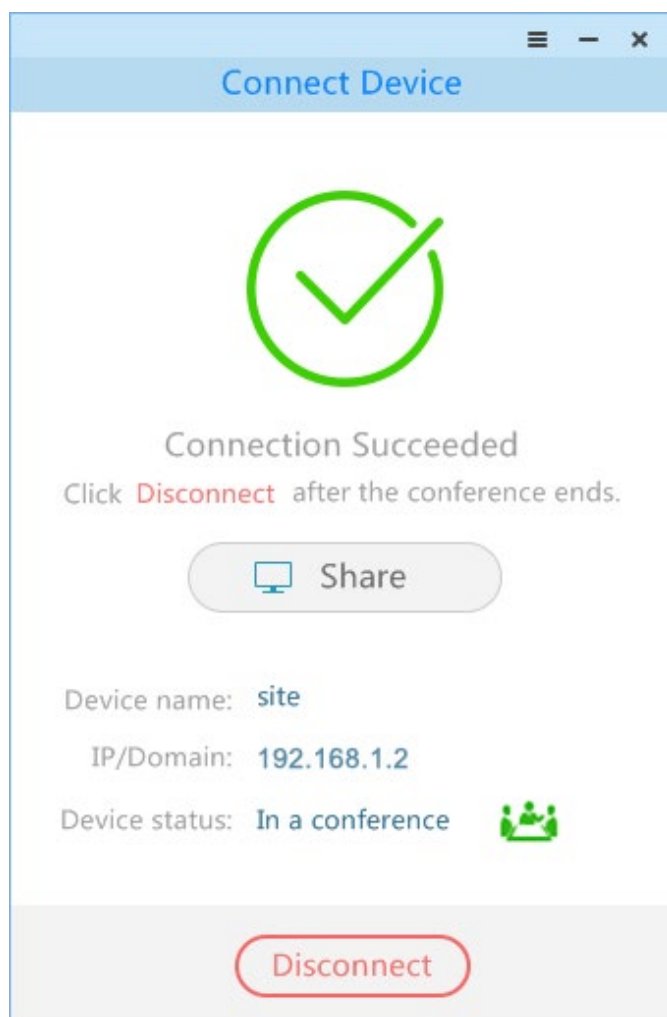 Connect Device
Connection Succeeded
Click Disconnect after the conference ends.
Share
Device name: site
IP/Domain: 192.168.1.2
Device status: In a conference
Disconnect